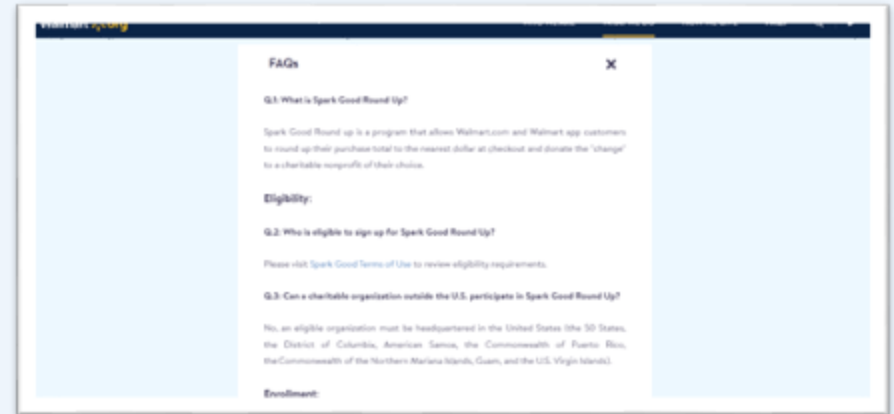 FAQs
Q.1: What is Spark Good Round Up?
Spark Good Round up is a program that allows Walmart.com and Walmart app customers
to round up their purchase total to the nearest dollar at checkout and donate the "change"
to a charitable nonprofit of their choice.
Eligibility:
Q.2: Who is eligible to sign up for Spark Good Round Up?
Please visit Spark Good Terms of Use to review eligibility requirements.
Q.3: Can a charitable organization outside the U.S. participate in Spark Good Round Up?
No, an eligible organization must be headquartered in the United States (the 50 States,
the District of Columbia, American Samoa, the Commonwealth of Puerto Rico,
the Commonwealth of the Northern Mariana Islands, Guam, and the U.S. Virgin Islands).
Enrollment: